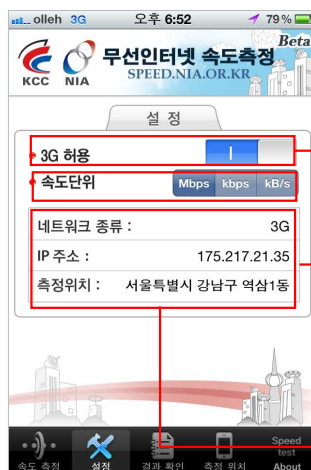 olleh 3G 오후 6:52 79%
Beta
KCC NIA 무선인터넷 속도측정
SPEED.NIA.OR.KR
설 정
3G 허용
속도단위 Mbps kbps kB/s
네트워크 종류 : 3G
IP 주소 : 175.217.21.35
측정위치 : 서울특별시 강남구 역삼1동
속도 측정 설정 결과 확인 측정 위치 Speed test About